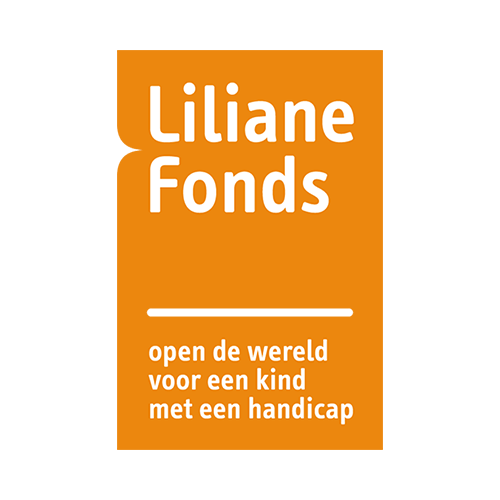 Liliane
Fonds
open de wereld
voor een kind
met een handicap